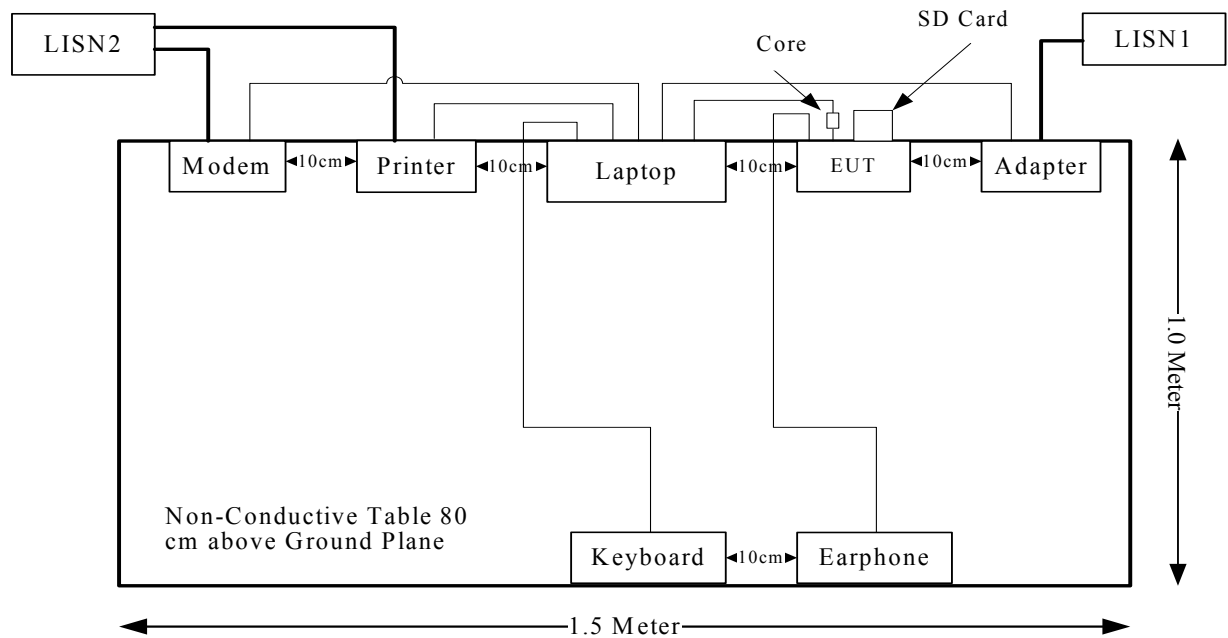 SD Card
LISN2
LISN1
Core
Modem
10cm
Printer
10cm
Laptop
10cm
EUT
10cm
Adapter
1.0 Meter
Non-Conductive Table 80
cm above Ground Plane
Keyboard
10cm
Earphone
1.5 Meter